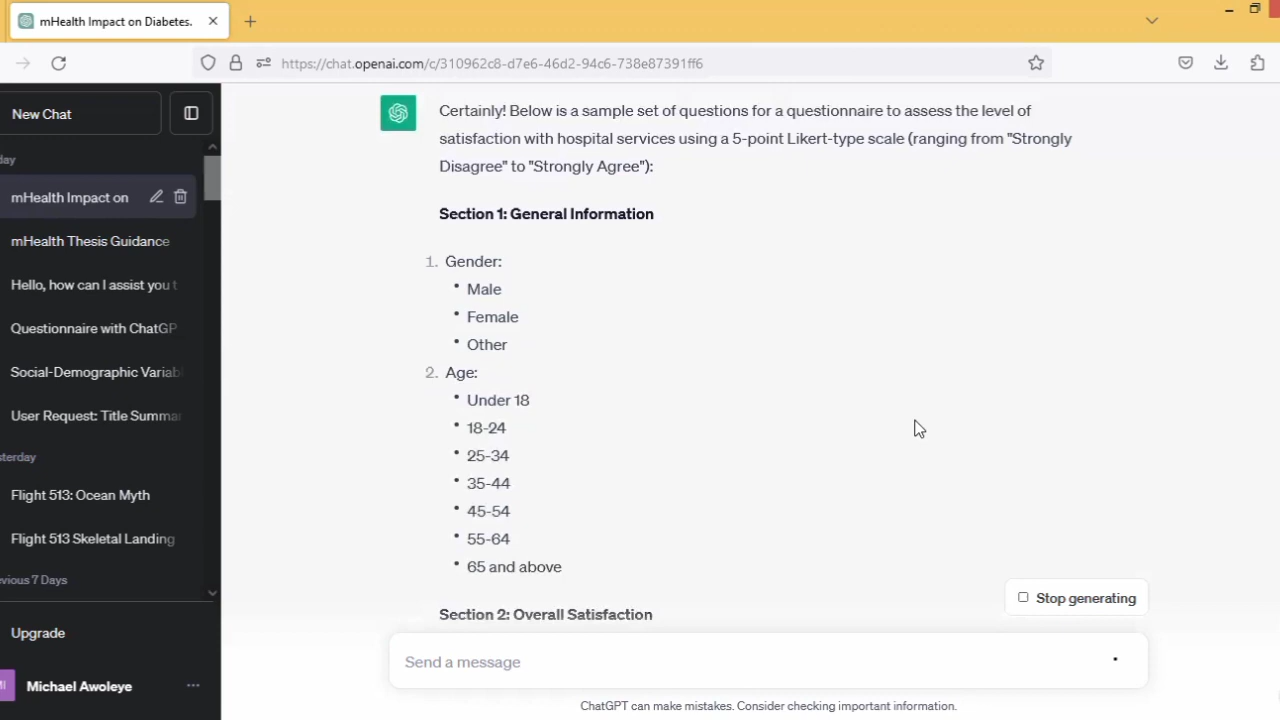 mHealth Impact on Diabetes.
https://chat.openai.com/c/310962c8-d7e6-46d2-94c6-738e87391ff6
New Chat
day
mHealth Impact on
mHealth Thesis Guidance
Hello, how can I assist you t
Questionnaire with ChatGP
Social-Demographic Variab
User Request: Title Summar
sterday
Flight 513: Ocean Myth
Flight 513 Skeletal Landing
evious 7 Days
Upgrade
MI
Michael Awoleye
Certainly! Below is a sample set of questions for a questionnaire to assess the level of
satisfaction with hospital services using a 5-point Likert-type scale (ranging from "Strongly
Disagree" to "Strongly Agree"):
Section 1: General Information
1. Gender:
• Male
• Female
• Other
2. Age:
• Under 18
• 18-24
• 25-34
• 35-44
• 45-54
• 55-64
• 65 and above
Section 2: Overall Satisfaction
Stop generating
Send a message
ChatGPT can make mistakes. Consider checking important information.